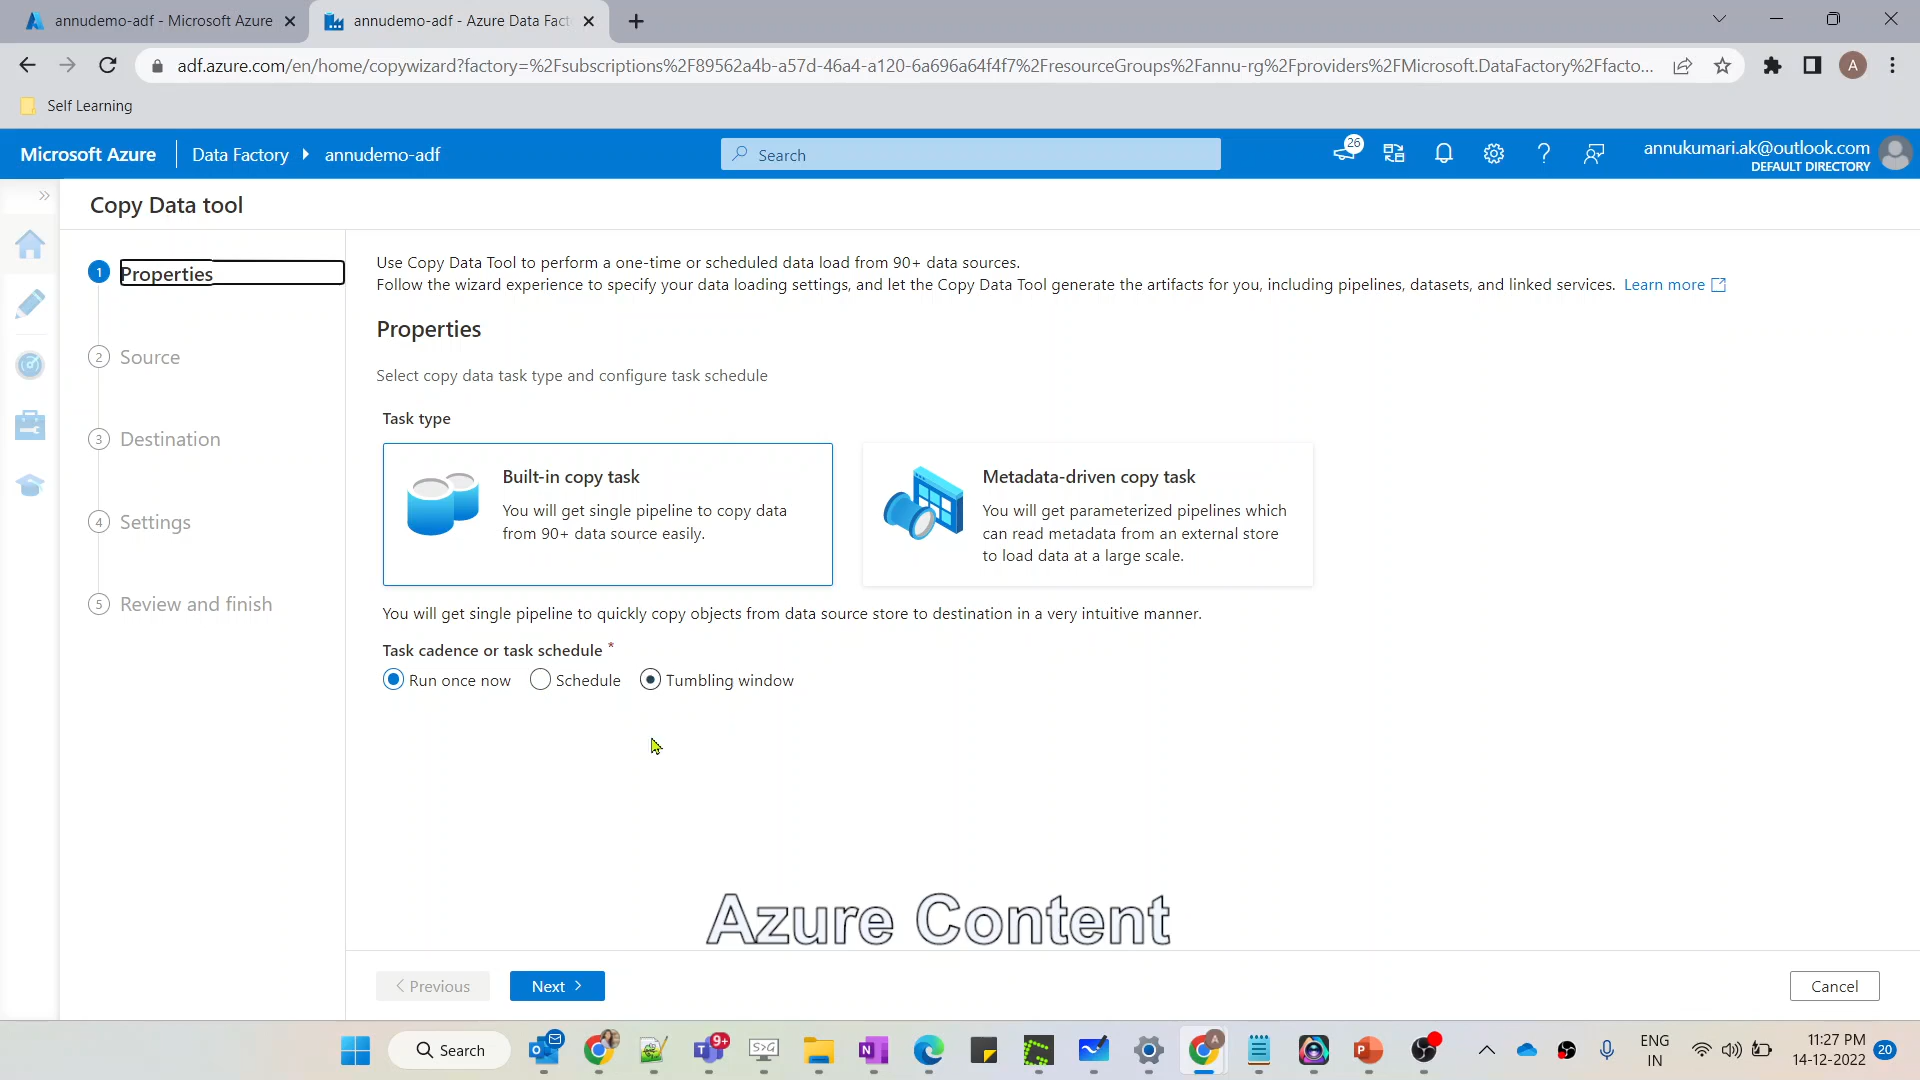 annudemo-adf - Microsoft Azure
annudemo-adf - Azure Data Fact
adf.azure.com/en/home/copywizard?factory=%2Fsubscriptions%2F89562a4b-a57d-46a4-a120-6a696a64f4f7%2FresourceGroups%2Fannu-rg%2Fproviders%2FMicrosoft.DataFactory%2Ffacto...
A
Self Learning
Microsoft Azure
Data Factory
annudemo-adf
Search
26
annukumari.ak@outlook.com
DEFAULT DIRECTORY
Copy Data tool
1 Properties
2 Source
3 Destination
4 Settings
5 Review and finish
Use Copy Data Tool to perform a one-time or scheduled data load from 90+ data sources.
Follow the wizard experience to specify your data loading settings, and let the Copy Data Tool generate the artifacts for you, including pipelines, datasets, and linked services. Learn more
Properties
Select copy data task type and configure task schedule
Task type
Built-in copy task
You will get single pipeline to copy data
from 90+ data source easily.
Metadata-driven copy task
You will get parameterized pipelines which
can read metadata from an external store
to load data at a large scale.
You will get single pipeline to quickly copy objects from data source store to destination in a very intuitive manner.
Task cadence or task schedule *
Run once now
Schedule
Tumbling window
Azure Content
Previous
Next
Cancel
Search
9+
A
ENG
IN
11:27 PM
14-12-2022
20